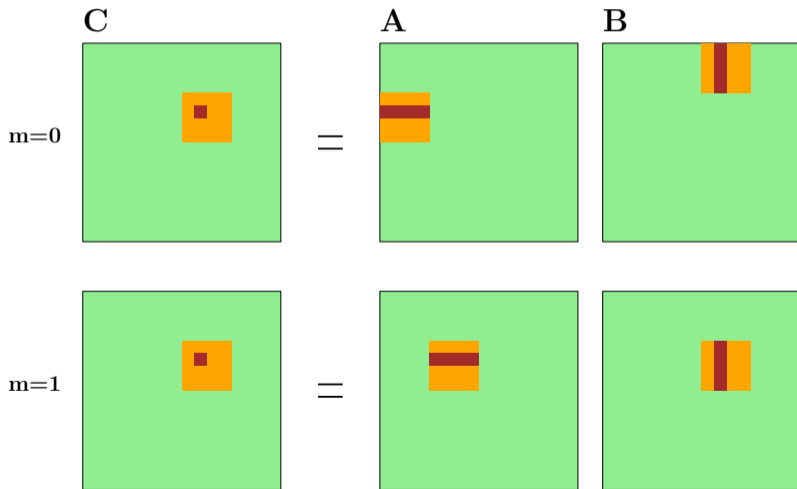 C A B
m=0 =
m=1 =